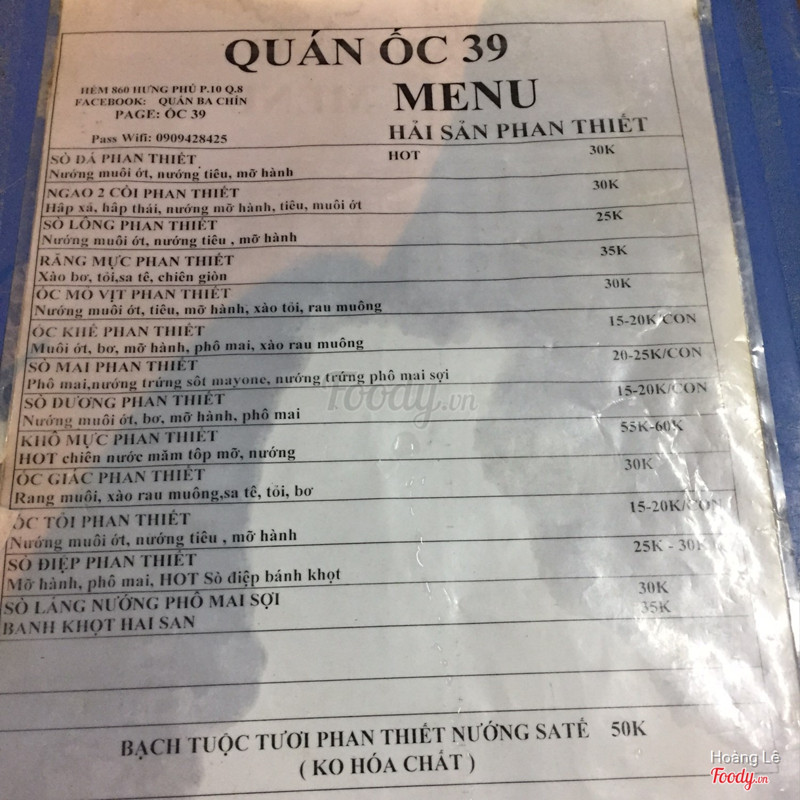 QUÁN ỐC 39
HẺM 860 HƯNG PHÚ P.10 Q.8
FACEBOOK: QUÁN BA CHÍN
PAGE: ỐC 39
MENU
Pass Wifi: 0909428425
HẢI SẢN PHAN THIẾT
SÒ ĐÁ PHAN THIẾT HOT 30K
Nướng muối ớt, nướng tiêu, mỡ hành
NGAO 2 CỒI PHAN THIẾT 30K
Hấp xả, hấp thái, nướng mỡ hành, tiêu, muối ớt
SÒ LÔNG PHAN THIẾT 25K
Nướng muối ớt, nướng tiêu , mỡ hành
RĂNG MỰC PHAN THIẾT 35K
Xào bơ, tỏi,sa tê, chiên giòn
ỐC MỎ VỊT PHAN THIẾT 30K
Nướng muối ớt, tiêu, mỡ hành, xào tỏi, rau muống
ỐC KHẾ PHAN THIẾT 15-20K/CON
Muối ớt, bơ, mỡ hành, phô mai, xào rau muống
SÒ MAI PHAN THIẾT 20-25K/CON
Phô mai,nướng trứng sốt mayone, nướng trứng phô mai sợi
SÒ DƯƠNG PHAN THIẾT 15-20K/CON
Nướng muối ớt, bơ, mỡ hành, phô mai
KHÔ MỰC PHAN THIẾT 55K-60K
HOT chiên nước mắm tôp mỡ, nướng
ỐC GIÁC PHAN THIẾT 30K
Rang muối, xào rau muống,sa tê, tỏi, bơ
ỐC TỎI PHAN THIẾT 15-20K/CON
Nướng muối ớt, nướng tiêu , mỡ hành
SÒ ĐIỆP PHAN THIẾT 25K - 30K
Mỡ hành, phô mai, HOT Sò điệp bánh khọt
SÒ LÁNG NƯỚNG PHÔ MAI SỢI 30K
BANH KHỌT HAI SAN 35K
BẠCH TUỘC TƯƠI PHAN THIẾT NƯỚNG SATẾ 50K
( KO HÓA CHẤT )
foody.vn
Hoàng Lê
Foody.vn